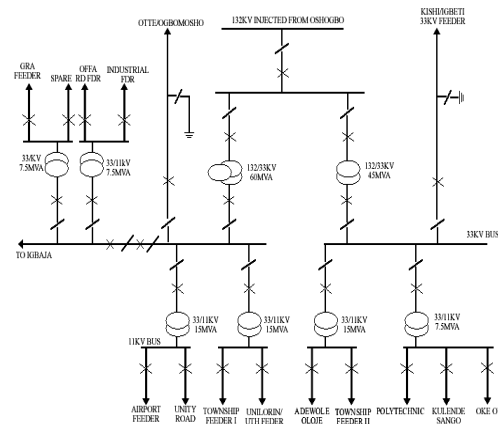 OTTE/OGBOMOSHO
132KV INJECTED FROM OSHOGBO
KISHI/IGBETI
33KV FEEDER
GRA
FEEDER
SPARE
OFFA
RD FDR
INDUSTRIAL
FDR
33/KV
7.5MVA
33/11KV
7.5MVA
132/33KV
60MVA
132/33KV
45MVA
33KV BUS
TO IGBAJA
33/11KV
15MVA
33/11KV
15MVA
33/11KV
15MVA
33/11KV
7.5MVA
11KV BUS
AIRPORT
FEEDER
UNITY
ROAD
TOWNSHIP
FEEDER I
UNILORIN/
UTH FEDER
ADEWOLE
OLOJE
TOWNSHIP
FEEDER II
POLYTECHNIC
KULENDE
SANGO
OKE O